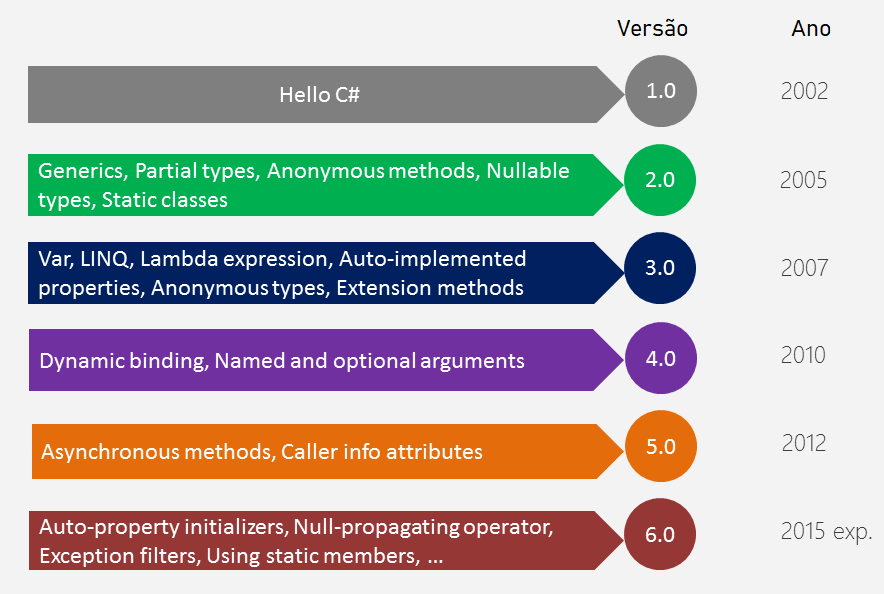 Versão Ano
Hello C# 1.0 2002
Generics, Partial types, Anonymous methods, Nullable
types, Static classes
2.0 2005
Var, LINQ, Lambda expression, Auto-implemented
properties, Anonymous types, Extension methods
3.0 2007
Dynamic binding, Named and optional arguments 4.0 2010
Asynchronous methods, Caller info attributes 5.0 2012
Auto-property initializers, Null-propagating operator,
Exception filters, Using static members, ...
6.0 2015 exp.